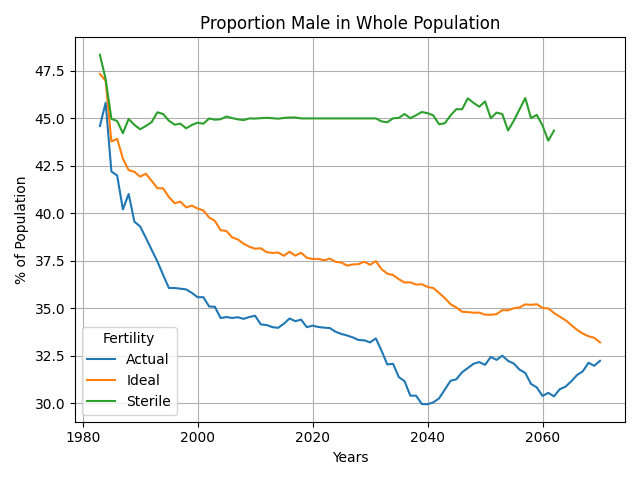 Proportion Male in Whole Population
% of Population
47.5
45.0
42.5
40.0
37.5
35.0
32.5
30.0
Fertility
Actual
Ideal
Sterile
1980
2000
2020
2040
2060
Years